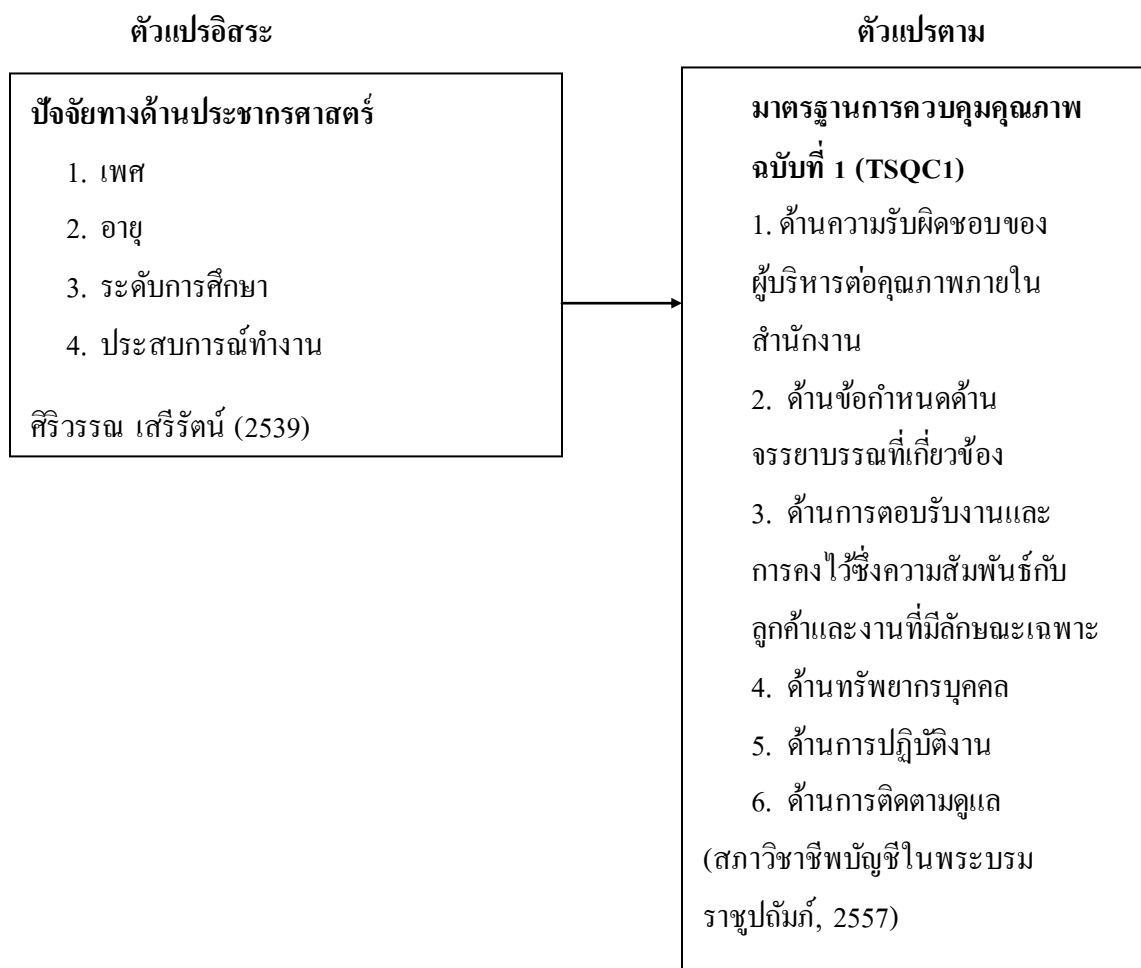 ตัวแปรอิสระ
ปัจจัยทางด้านประชากรศาสตร์
1. เพศ
2. อายุ
3. ระดับการศึกษา
4. ประสบการณ์ทำงาน
ศิริวรรณ เสรีรัตน์ (2539)
ตัวแปรตาม
มาตรฐานการควบคุมคุณภาพ
ฉบับที่ 1 (TSQC1)
1. ด้านความรับผิดชอบของ
ผู้บริหารต่อคุณภาพภายใน
สำนักงาน
2. ด้านข้อกำหนดด้าน
จรรยาบรรณที่เกี่ยวข้อง
3. ด้านการตอบรับงานและ
การคงไว้ซึ่งความสัมพันธ์กับ
ลูกค้าและงานที่มีลักษณะเฉพาะ
4. ด้านทรัพยากรบุคคล
5. ด้านการปฏิบัติงาน
6. ด้านการติดตามดูแล
(สภาวิชาชีพบัญชีในพระบรม
ราชูปถัมภ์, 2557)